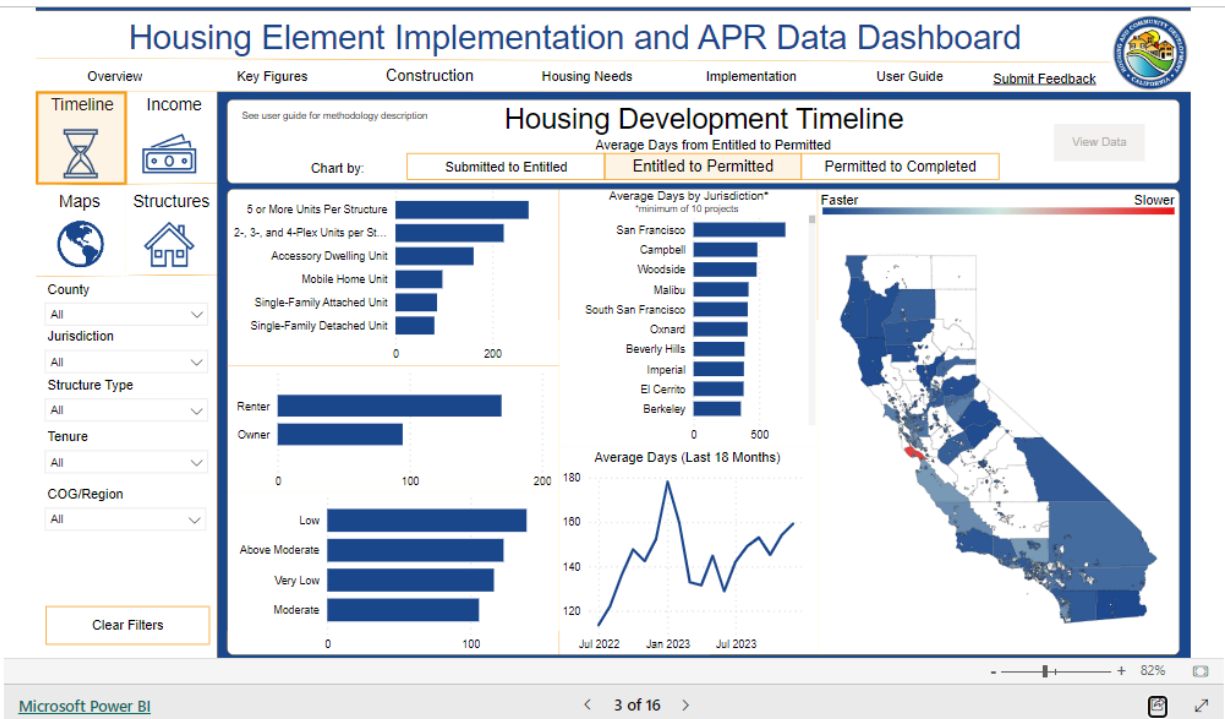 Housing Element Implementation and APR Data Dashboard
Overview
Key Figures
Construction
Housing Needs
Implementation
User Guide
Submit Feedback
Timeline
Income
Maps
Structures
County
All
Jurisdiction
All
Structure Type
All
Tenure
All
COG/Region
All
Clear Filters
See user guide for methodology description
Housing Development Timeline
Average Days from Entitled to Permitted
View Data
Chart by:
Submitted to Entitled
Entitled to Permitted
Permitted to Completed
5 or More Units Per Structure
2-, 3-, and 4-Plex Units per St...
Accessory Dwelling Unit
Mobile Home Unit
Single-Family Attached Unit
Single-Family Detached Unit
0 200
Renter
Owner
0 100 200
Low
Above Moderate
Very Low
Moderate
0 100
Average Days by Jurisdiction*
*minimum of 10 projects
San Francisco
Campbell
Woodside
Malibu
South San Francisco
Oxnard
Beverly Hills
Imperial
El Cerrito
Berkeley
0 500
Average Days (Last 18 Months)
180
160
140
120
Jul 2022 Jan 2023 Jul 2023
Faster Slower
- + 82%
Microsoft Power BI
3 of 16